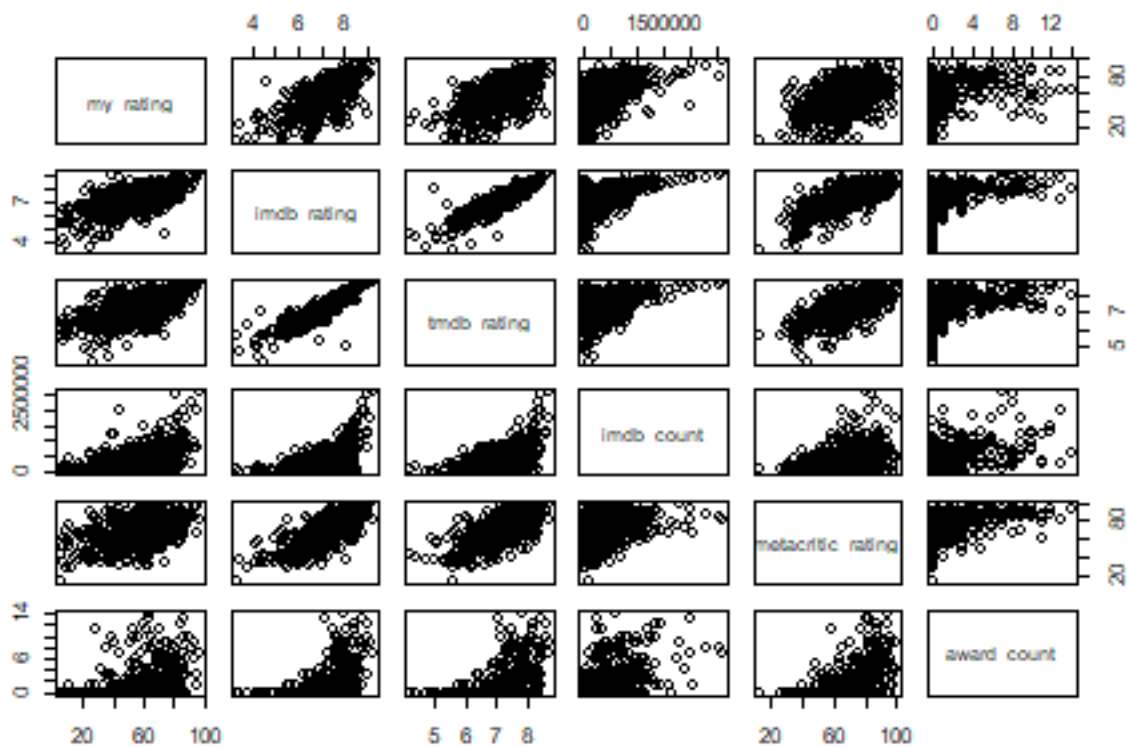 4 6 8 0 1500000 0 4 8 12
my rating 20 80
4 7 imdb rating
tmdb rating 5 7
0 2500000 imdb count
metacritic rating 20 80
0 6 14 award count
20 60 100 5 6 7 8 20 60 100